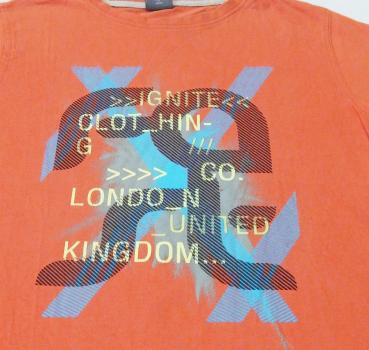 >>IGNITE<<
CLOT_HIN-
G ///
>>>> CO.
LONDO_N
_UNITED
KINGDOM...